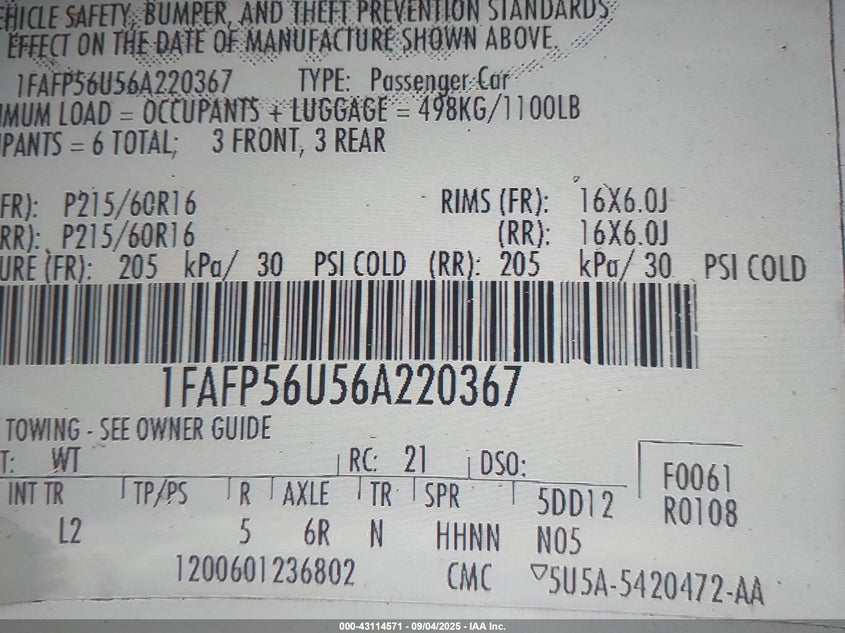 EHICLE SAFETY, BUMPER, AND THEFT PREVENTION STANDARDS
EFFECT ON THE DATE OF MANUFACTURE SHOWN ABOVE.
1FAFP56U56A220367 TYPE: Passenger Car
MUM LOAD = OCCUPANTS + LUGGAGE = 498KG/1100LB
PANTS = 6 TOTAL; 3 FRONT, 3 REAR
FR): P215/60R16 RIMS (FR): 16X6.0J
RR): P215/60R16 (RR): 16X6.0J
URE (FR): 205 kPa/ 30 PSI COLD (RR): 205 kPa/ 30 PSI COLD
1FAFP56U56A220367
TOWING - SEE OWNER GUIDE
T: WT RC: 21 DSO:
F0061
INT TR TP/PS R AXLE TR SPR 5DD12 R0108
L2 5 6R N HHNN N05
1200601236802 CMC ▽5U5A-5420472-AA
000-43114571 - 09/04/2025 - IAA Inc.